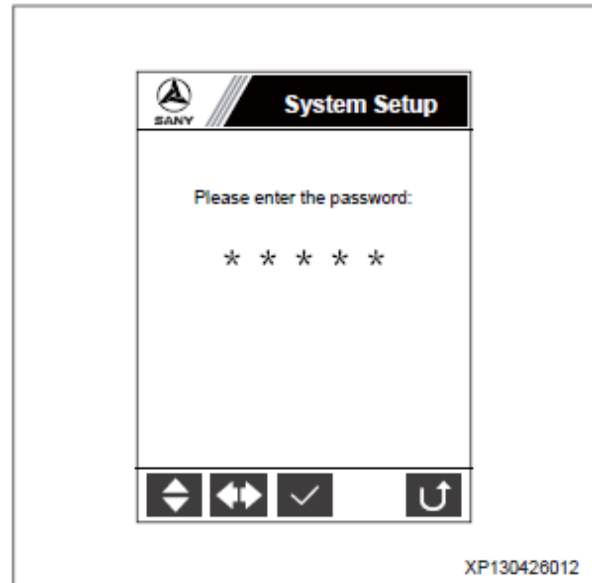 SANY
System Setup
Please enter the password:
* * * * *
XP130426012